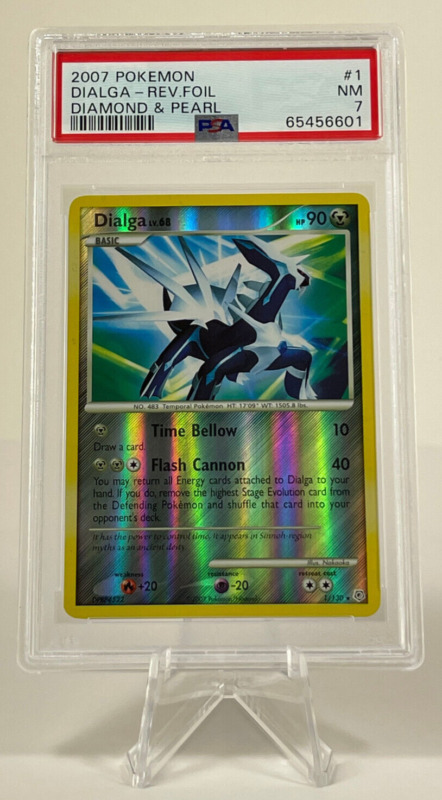 2007 POKEMON #1
DIALGA - REV.FOIL NM
DIAMOND & PEARL 7
PSA 65456601
Dialga LV.68 HP 90
BASIC
NO. 483 Temporal Pokémon HT: 17'09" WT: 1505.8 lbs.
Time Bellow 10
Draw a card.
Flash Cannon 40
You may return all Energy cards attached to Dialga to your
hand. If you do, remove the highest Stage Evolution card from
the Defending Pokémon and shuffle that card into your
opponent's deck.
It has the power to control time. It appears in Sinnoh-region
myths as an ancient deity.
Illus. Nakaoka
weakness resistance retreat cost
+20 -20
©2007 Pokémon/Nintendo 1/130